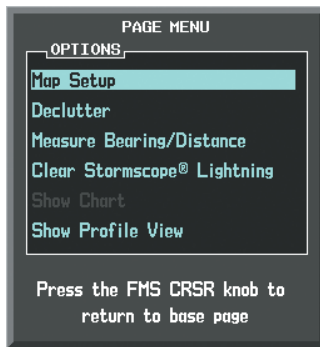 PAGE MENU
OPTIONS
Map Setup
Declutter
Measure Bearing/Distance
Clear Stormscope® Lightning
Show Chart
Show Profile View
Press the FMS CRSR knob to
return to base page